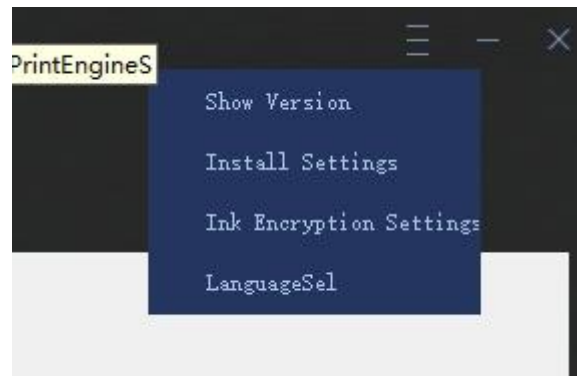 PrintEngineS
Show Version
Install Settings
Ink Encryption Settings
LanguageSel